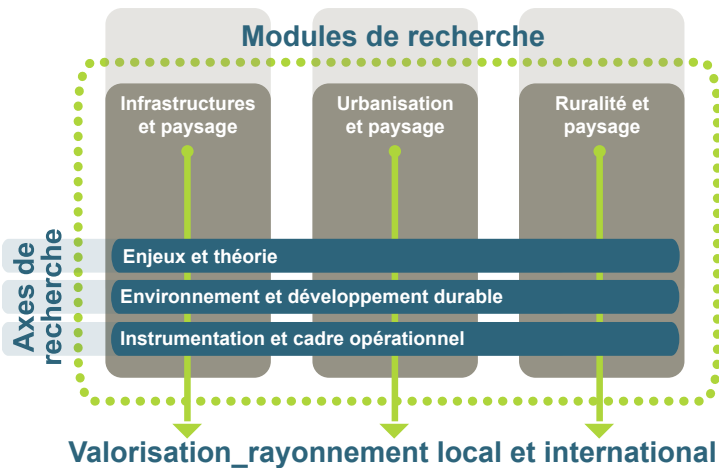 Modules de recherche
Infrastructures
et paysage
Urbanisation
et paysage
Ruralité et
paysage
Axes de
recherche
Enjeux et théorie
Environnement et développement durable
Instrumentation et cadre opérationnel
Valorisation_rayonnement local et international